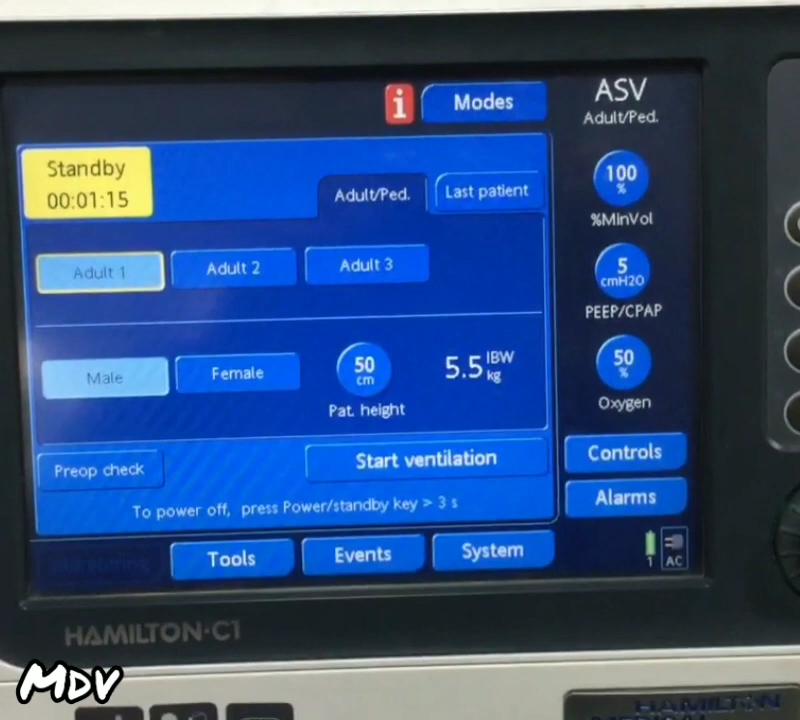 i
Modes
ASV
Adult/Ped.
Standby
00:01:15
Adult/Ped.
Last patient
100
%
%MinVol
Adult 1
Adult 2
Adult 3
5
cmH2O
PEEP/CPAP
Male
Female
50
cm
Pat. height
5.5 IBW
kg
50
%
Oxygen
Preop check
Start ventilation
Controls
To power off, press Power/standby key > 3 s
Alarms
Tools
Events
System
1
AC
HAMILTON-C1
MDV
HAMILTON